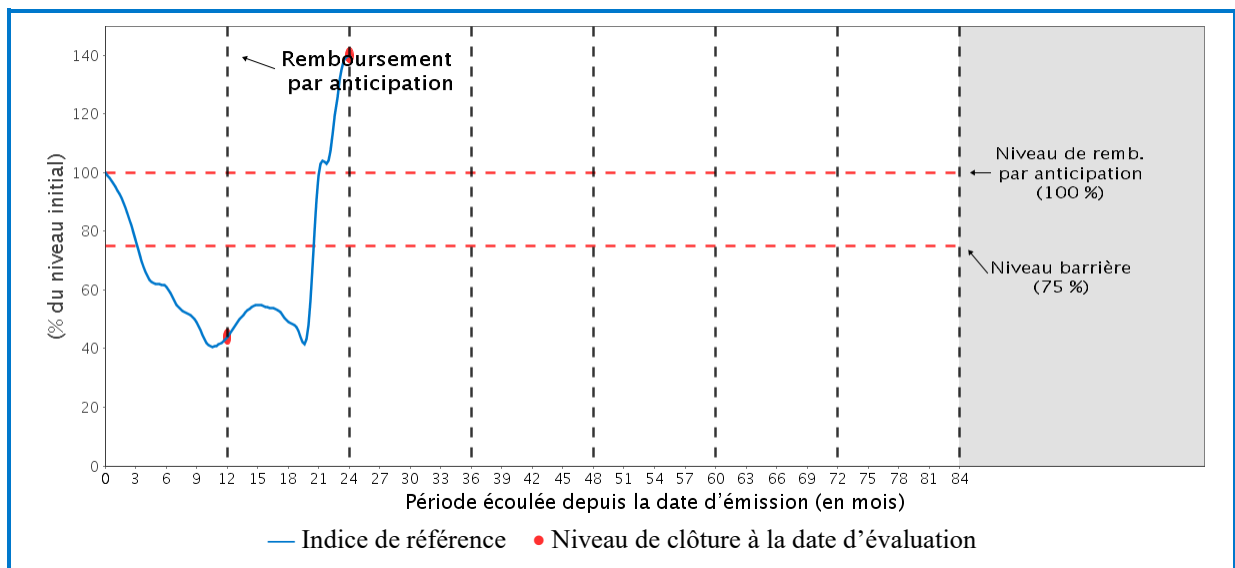 140
120
100
80
60
40
20
0
(% du niveau initial)
Remboursement
par anticipation
Niveau de remb.
par anticipation
(100 %)
Niveau barrière
(75 %)
0 3 6 9 12 15 18 21 24 27 30 33 36 39 42 45 48 51 54 57 60 63 66 69 72 75 78 81 84
Période écoulée depuis la date d’émission (en mois)
Indice de référence Niveau de clôture à la date d’évaluation